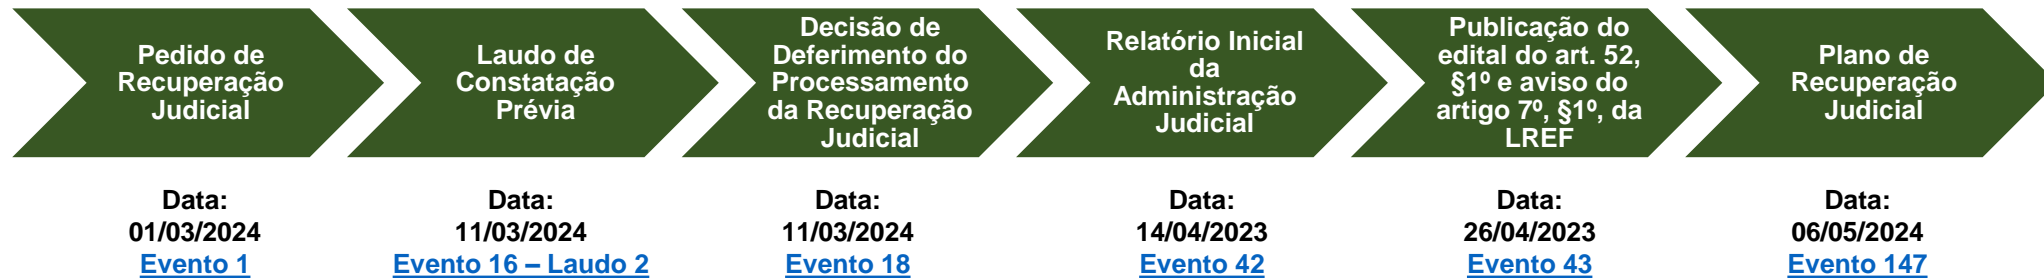 Pedido de
Recuperação
Judicial
Laudo de
Constatação
Prévia
Decisão de
Deferimento do
Processamento
da Recuperação
Judicial
Relatório Inicial
da
Administração
Judicial
Publicação do
edital do art. 52,
§1º e aviso do
artigo 7º, §1º, da
LREF
Plano de
Recuperação
Judicial
Data:
01/03/2024
Evento 1
Data:
11/03/2024
Evento 16 – Laudo 2
Data:
11/03/2024
Evento 18
Data:
14/04/2023
Evento 42
Data:
26/04/2023
Evento 43
Data:
06/05/2024
Evento 147